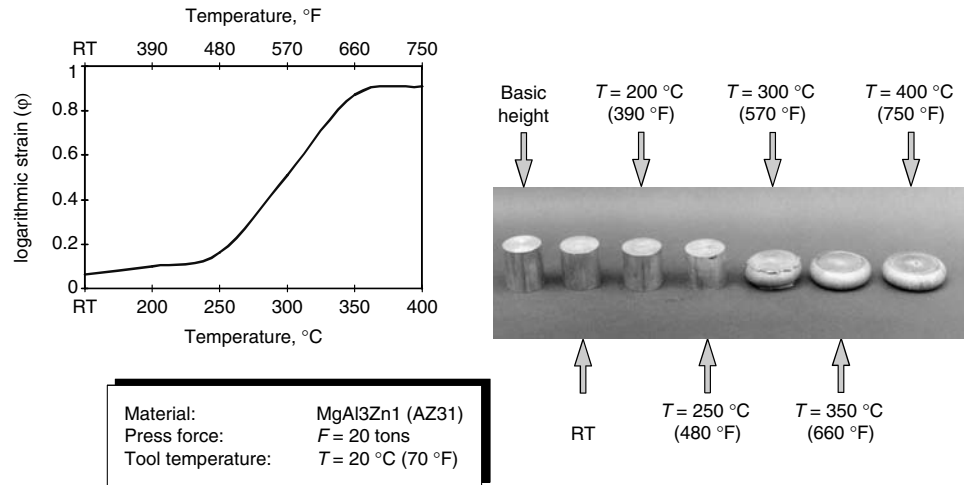 Temperature, °F
RT 390 480 570 660 750
1
0.8
0.6
0.4
0.2
0
logarithmic strain (φ)
RT 200 250 300 350 400
Temperature, °C
Basic
height
T = 200 °C
(390 °F)
T = 300 °C
(570 °F)
T = 400 °C
(750 °F)
RT
T = 250 °C
(480 °F)
T = 350 °C
(660 °F)
Material: MgAl3Zn1 (AZ31)
Press force: F = 20 tons
Tool temperature: T = 20 °C (70 °F)